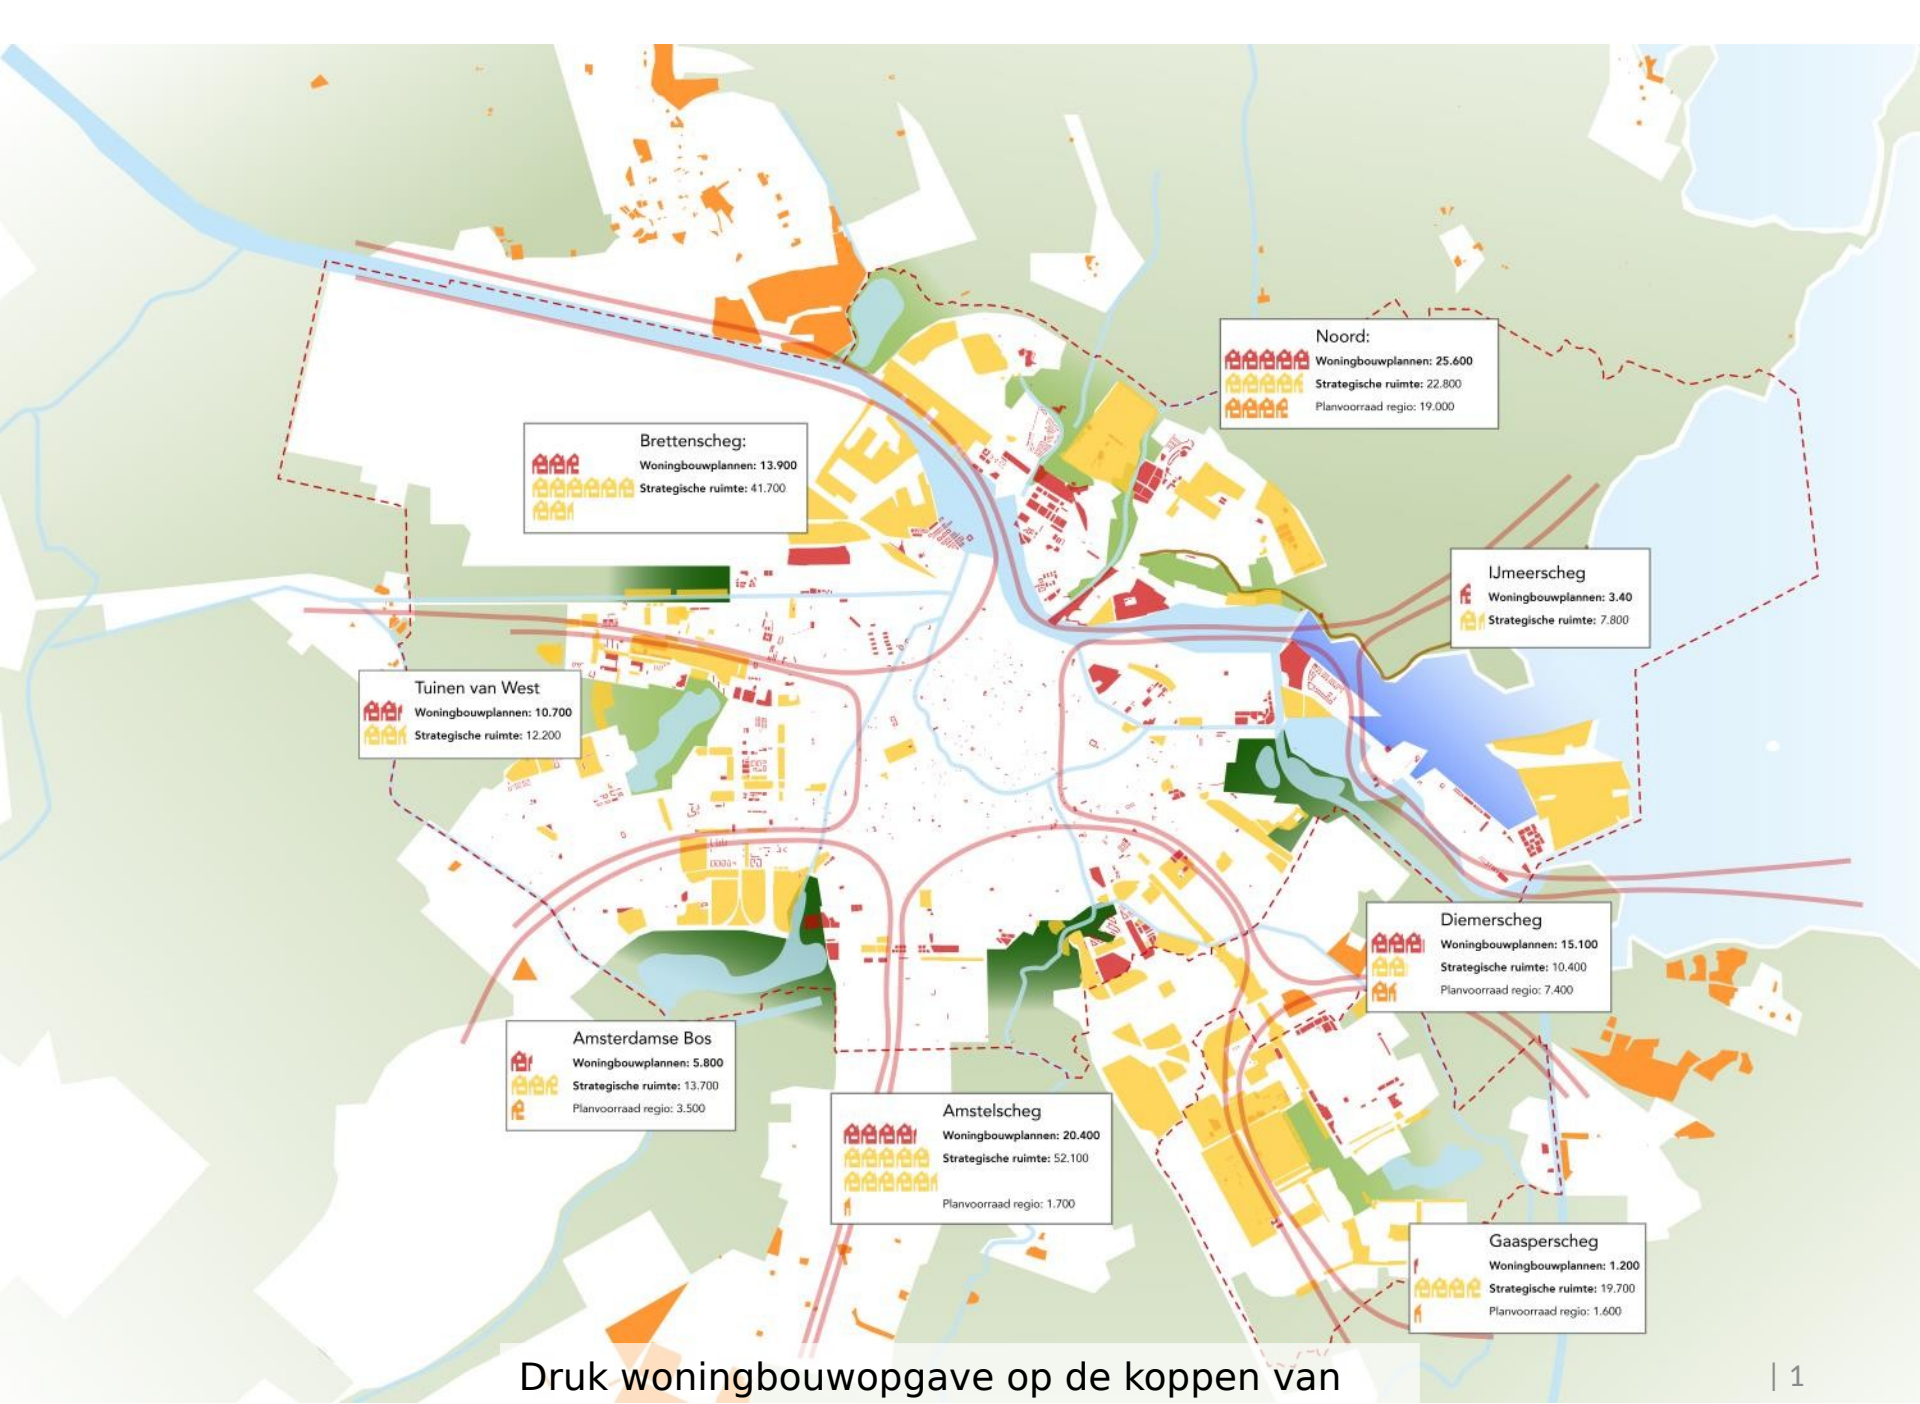 Noord:
Woningbouwplannen: 25.600
Strategische ruimte: 22.800
Planvoorraad regio: 19.000
Brettenscheg:
Woningbouwplannen: 13.900
Strategische ruimte: 41.700
IJmeerscheg
Woningbouwplannen: 3.40
Strategische ruimte: 7.800
Tuinen van West
Woningbouwplannen: 10.700
Strategische ruimte: 12.200
Diemerscheg
Woningbouwplannen: 15.100
Strategische ruimte: 10.400
Planvoorraad regio: 7.400
Amsterdamse Bos
Woningbouwplannen: 5.800
Strategische ruimte: 13.700
Planvoorraad regio: 3.500
Amstelscheg
Woningbouwplannen: 20.400
Strategische ruimte: 52.100
Planvoorraad regio: 1.700
Gaasperscheg
Woningbouwplannen: 1.200
Strategische ruimte: 19.700
Planvoorraad regio: 1.600
Druk woningbouwopgave op de koppen van
| 1